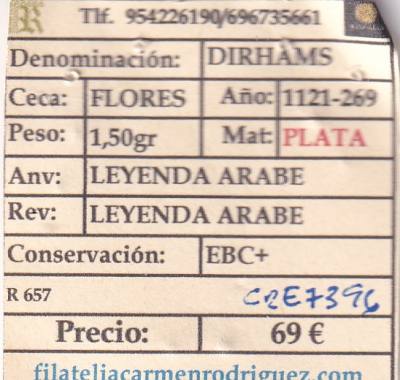 R Tlf. 954226190/696735661
Denominación: DIRHAMS
Ceca: FLORES Año: 1121-269
Peso: 1,50gr Mat: PLATA
Anv: LEYENDA ARABE
Rev: LEYENDA ARABE
Conservación: EBC+
R 657 C2E7396
Precio: 69 €
filateliacarmenrodriguez.com